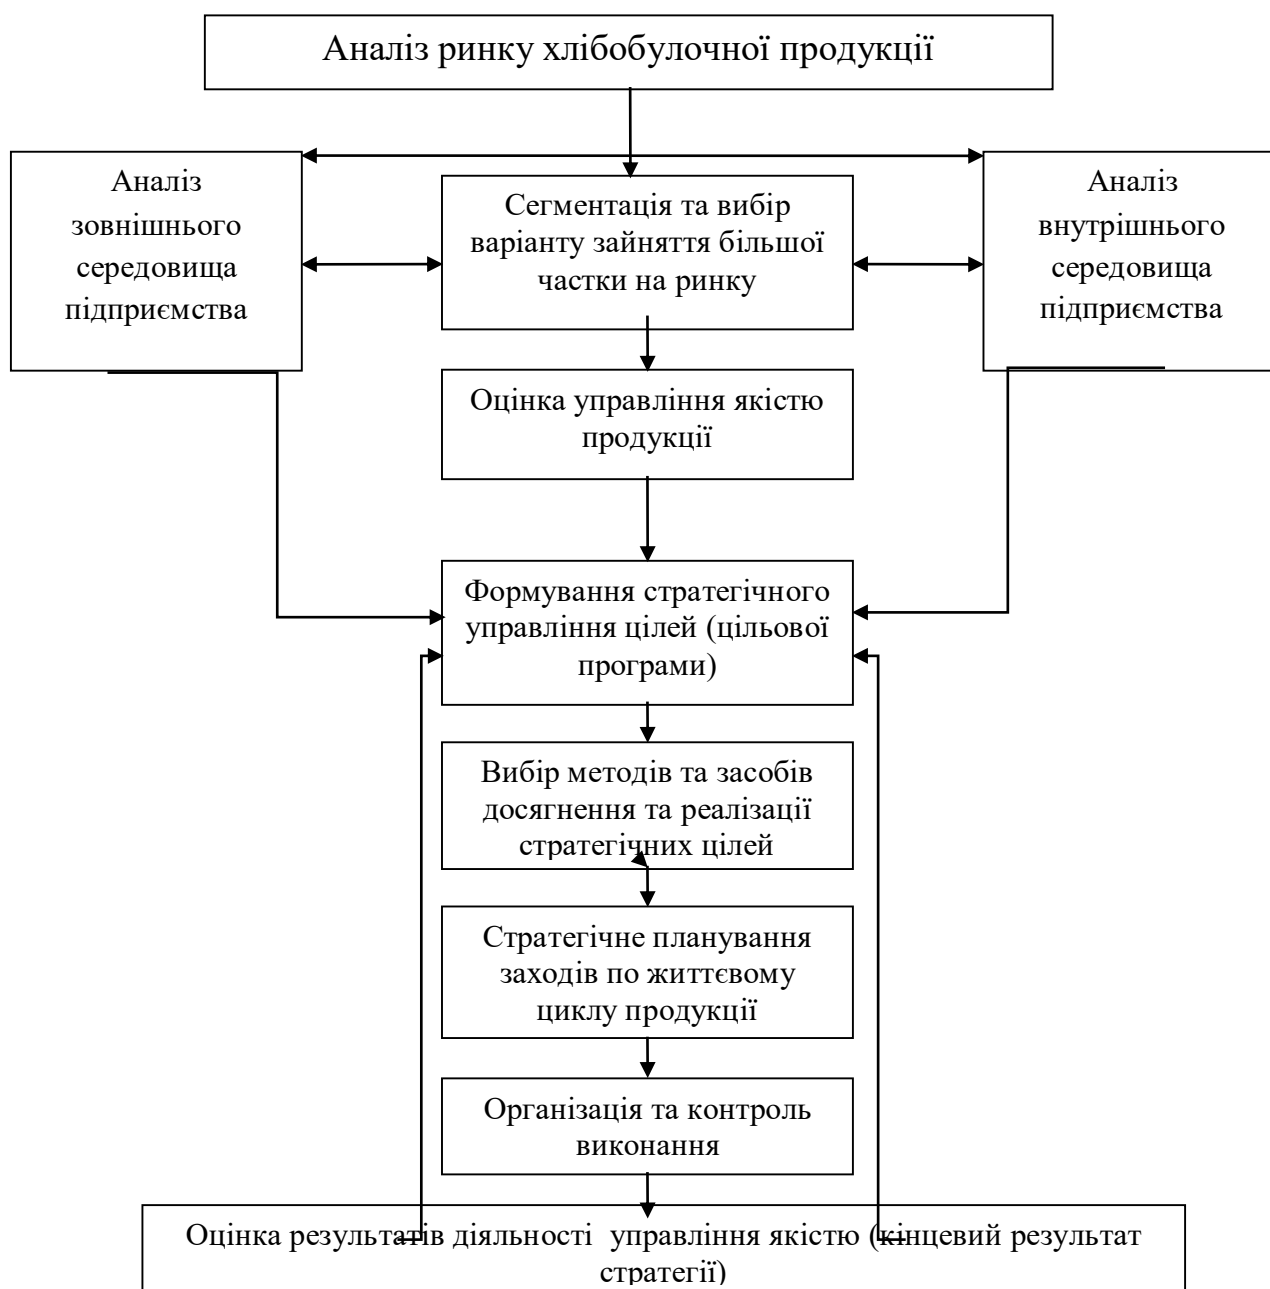 Аналіз ринку хлібобулочної продукції
Аналіз
зовнішнього
середовища
підприємства
Сегментація та вибір
варіанту зайняття більшої
частки на ринку
Аналіз
внутрішнього
середовища
підприємства
Оцінка управління якістю
продукції
Формування стратегічного
управління цілей (цільової
програми)
Вибір методів та засобів
досягнення та реалізації
стратегічних цілей
Стратегічне планування
заходів по життєвому
циклу продукції
Організація та контроль
виконання
Оцінка результатів діяльності управління якістю (кінцевий результат
стратегії)